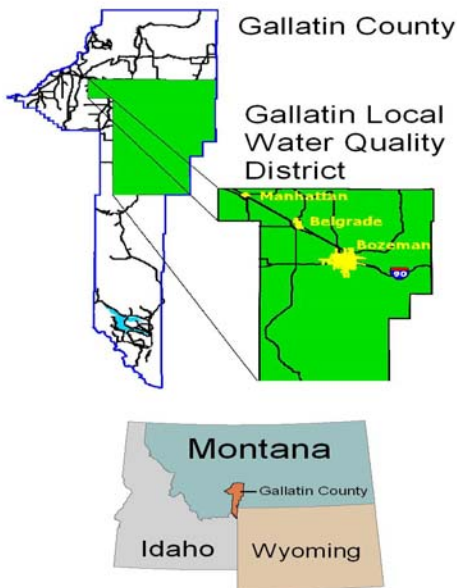 Gallatin County
Gallatin Local
Water Quality
District
Manhattan
Belgrade
Bozeman
90
Montana
Gallatin County
Idaho
Wyoming